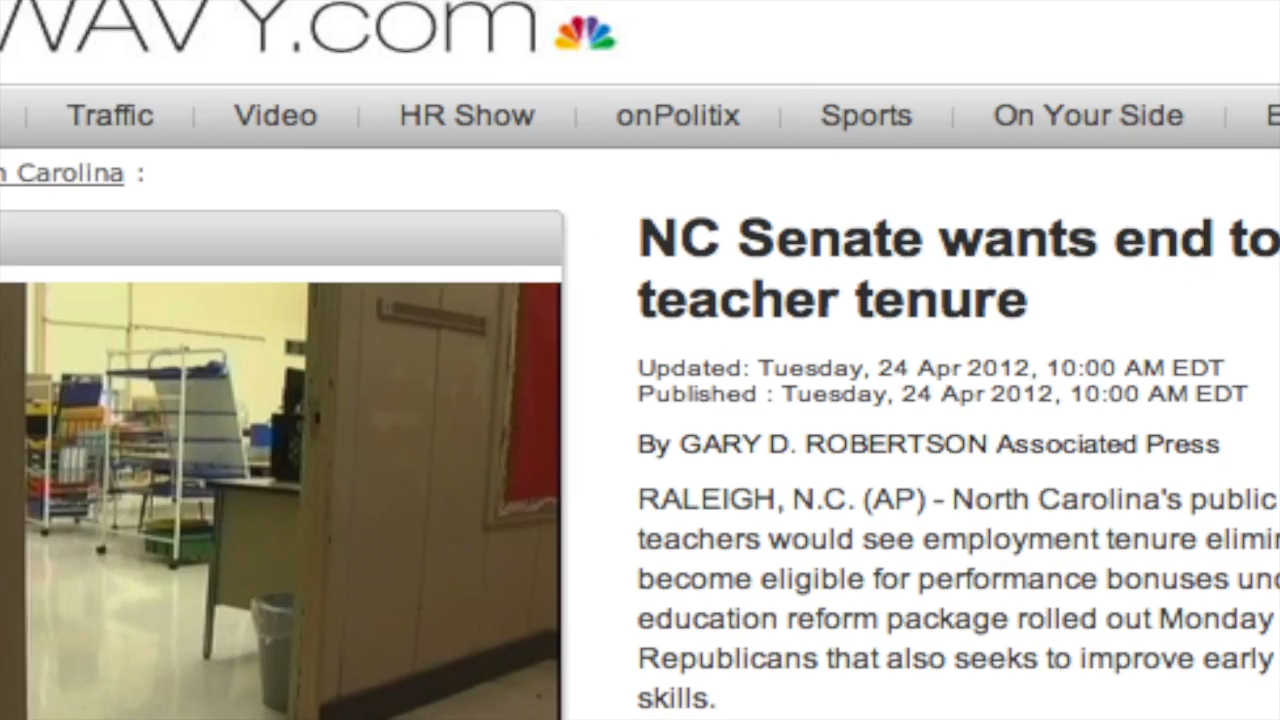 WAVY.com
Traffic Video HR Show onPolitix Sports On Your Side
Carolina :
NC Senate wants end to
teacher tenure
Updated: Tuesday, 24 Apr 2012, 10:00 AM EDT
Published : Tuesday, 24 Apr 2012, 10:00 AM EDT
By GARY D. ROBERTSON Associated Press
RALEIGH, N.C. (AP) - North Carolina's public
teachers would see employment tenure
become eligible for performance bonuses
education reform package rolled out Monday
Republicans that also seeks to improve early
skills.